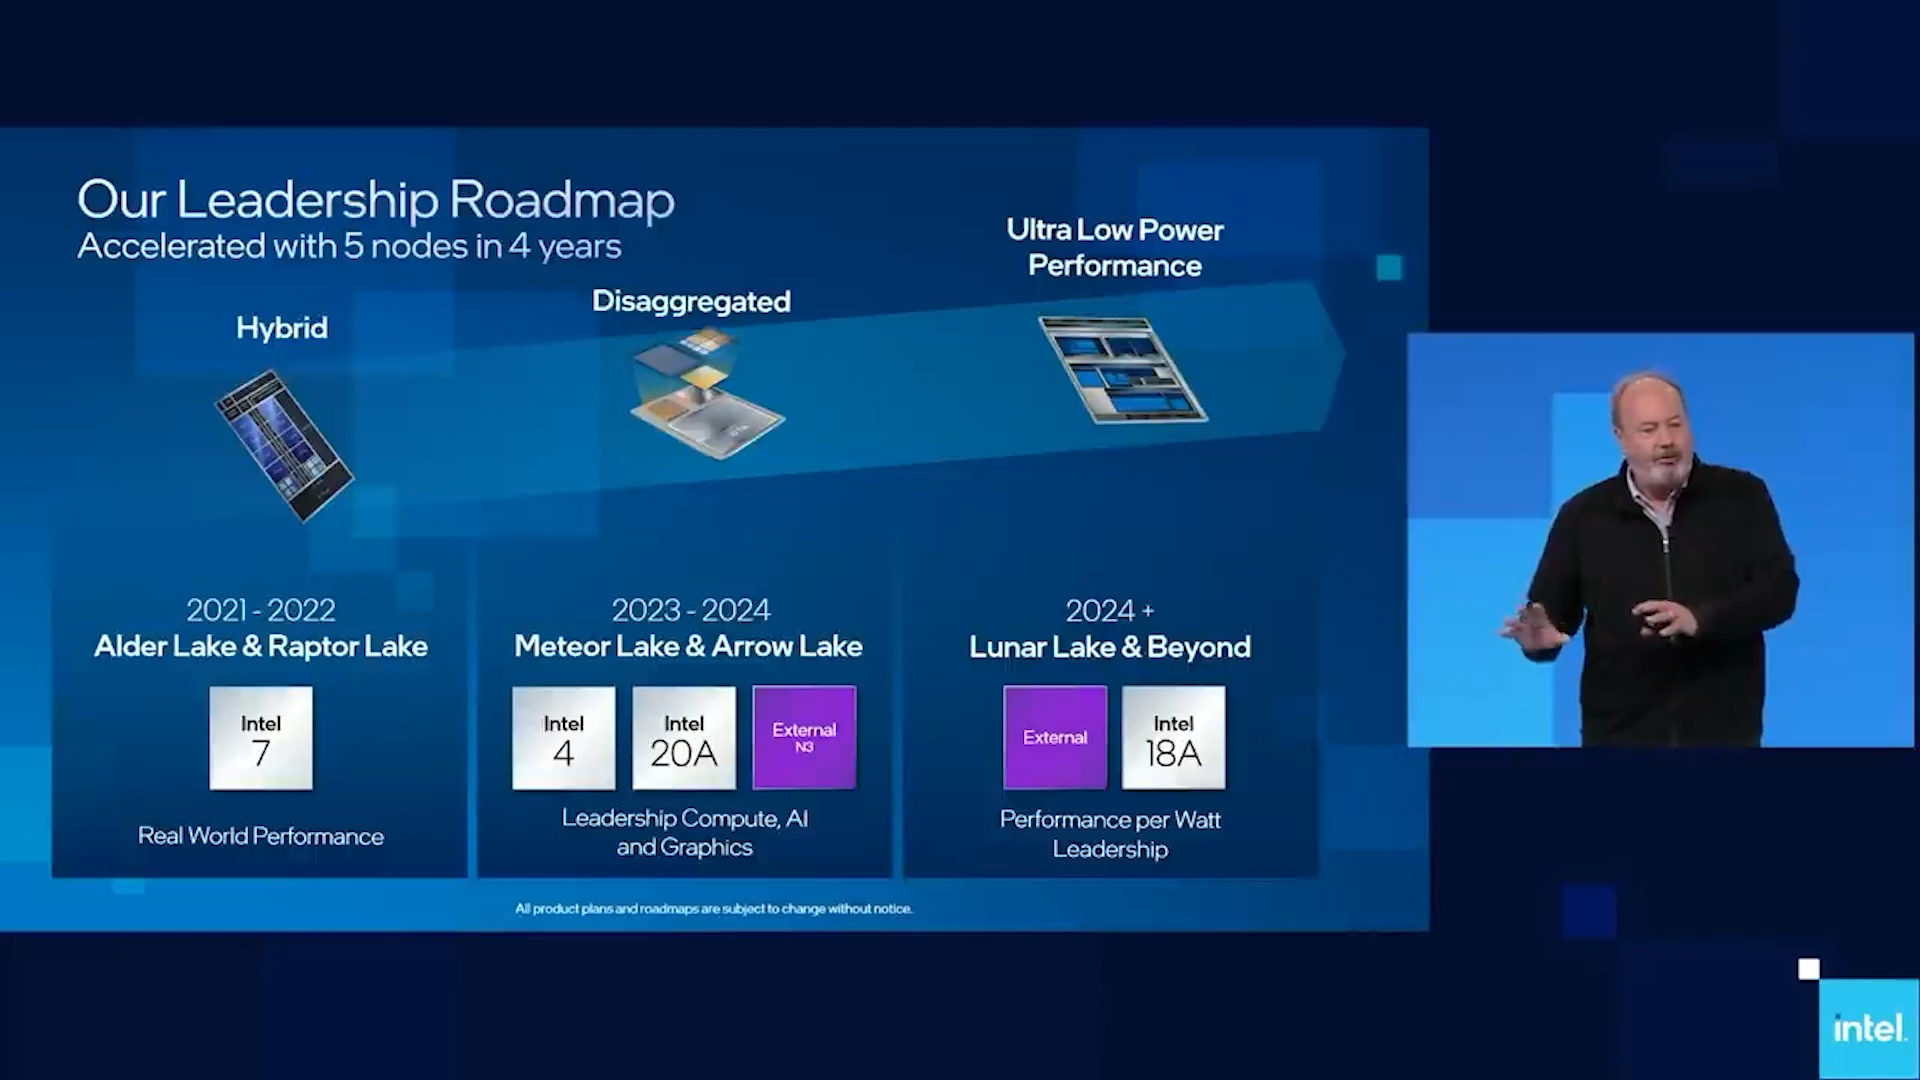 Our Leadership Roadmap
Accelerated with 5 nodes in 4 years
Hybrid
Disaggregated
Ultra Low Power
Performance
2021 - 2022
Alder Lake & Raptor Lake
Intel
7
Real World Performance
2023 - 2024
Meteor Lake & Arrow Lake
Intel
4
Intel
20A
External
N3
Leadership Compute, AI
and Graphics
2024 +
Lunar Lake & Beyond
External
Intel
18A
Performance per Watt
Leadership
All product plans and roadmaps are subject to change without notice.
intel.